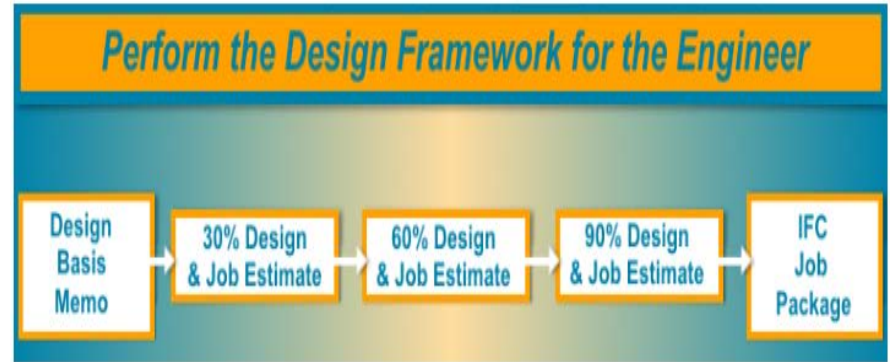 Perform the Design Framework for the Engineer
Design
Basis
Memo
30% Design
& Job Estimate
60% Design
& Job Estimate
90% Design
& Job Estimate
IFC
Job
Package